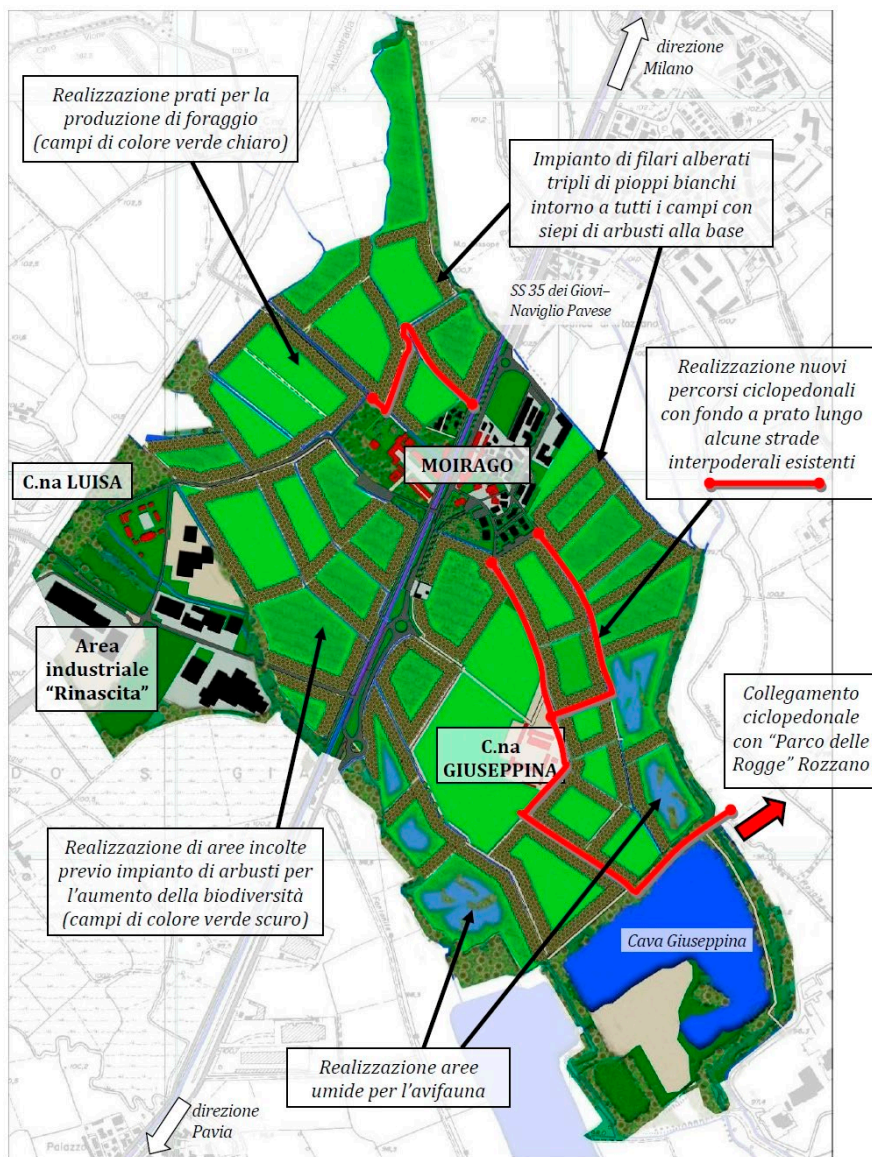 direzione
Milano
Realizzazione prati per la
produzione di foraggio
(campi di colore verde chiaro)
Impianto di filari alberati
tripli di pioppi bianchi
intorno a tutti i campi con
siepi di arbusti alla base
SS 35 dei Giovi–
Naviglio Pavese
Realizzazione nuovi
percorsi ciclopedonali
con fondo a prato lungo
alcune strade
interpoderali esistenti
MOIRAGO
C.na LUISA
Area
industriale
“Rinascita”
C.na
GIUSEPPINA
Collegamento
ciclopedonale
con “Parco delle
Rogge” Rozzano
Realizzazione di aree incolte
previo impianto di arbusti per
l'aumento della biodiversità
(campi di colore verde scuro)
Cava Giuseppina
Realizzazione aree
umide per l'avifauna
direzione
Pavia